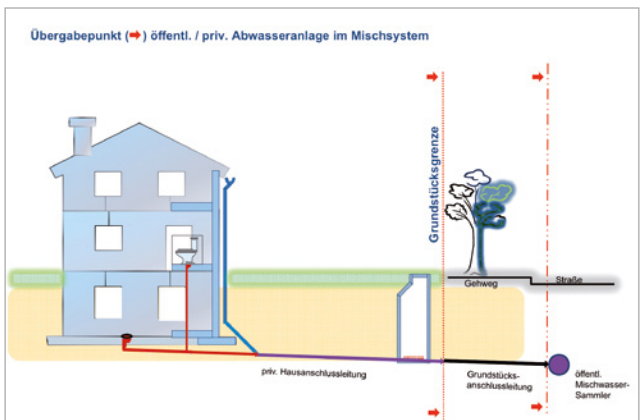 Übergabepunkt (➡) öffentl. / priv. Abwasseranlage im Mischsystem
Grundstücksgrenze
Gehweg
Straße
priv. Hausanschlussleitung
Grundstücks-
anschlussleitung
öffentl.
Mischwasser-
Sammler